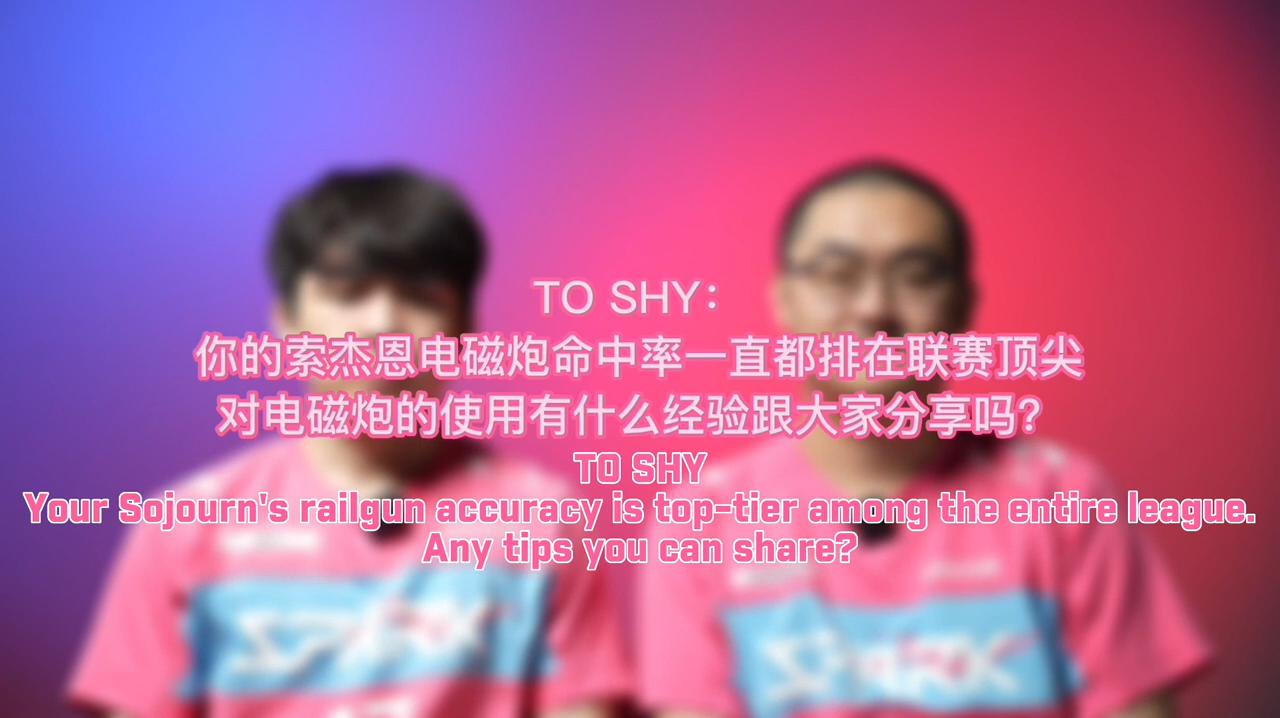 TO SHY：
你的索杰恩电磁炮命中率一直都排在联赛顶尖
对电磁炮的使用有什么经验跟大家分享吗？
TO SHY
Your Sojourn's railgun accuracy is top-tier among the entire league.
Any tips you can share?
SPARK
SPARK